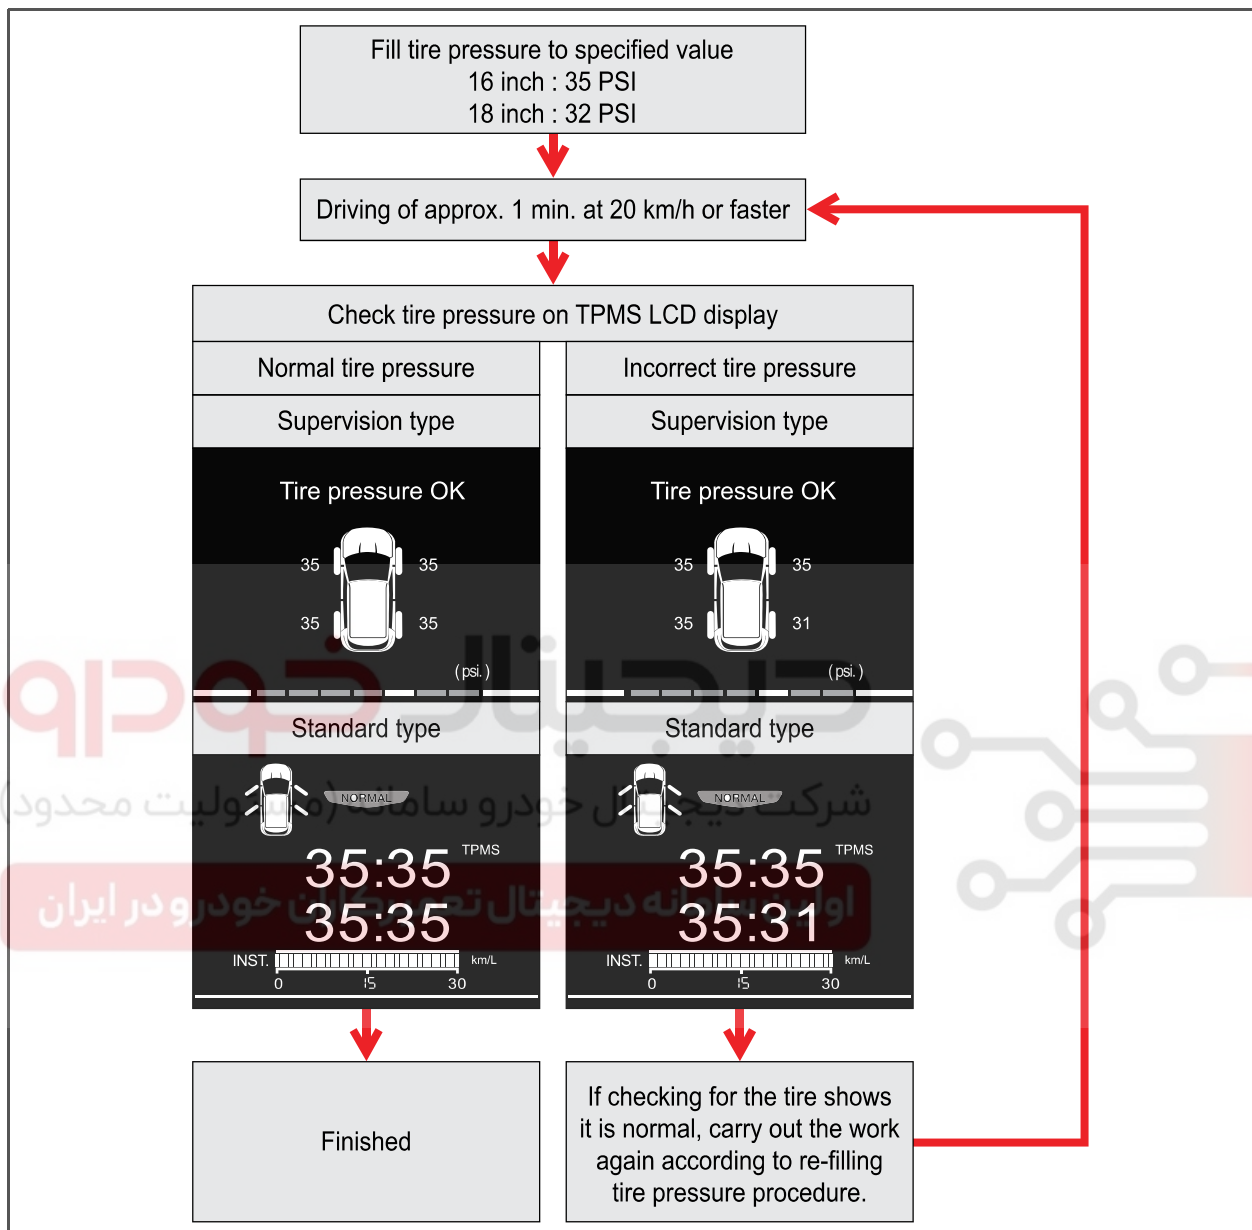 Fill tire pressure to specified value
16 inch : 35 PSI
18 inch : 32 PSI
Driving of approx. 1 min. at 20 km/h or faster
Check tire pressure on TPMS LCD display
Normal tire pressure
Supervision type
Tire pressure OK
35 35
35 35
( psi. )
Standard type
NORMAL
35:35 TPMS
35:35
INST. km/L
0 15 30
Finished
Incorrect tire pressure
Supervision type
Tire pressure OK
35 35
35 31
( psi. )
Standard type
NORMAL
35:35 TPMS
35:31
INST. km/L
0 15 30
If checking for the tire shows
it is normal, carry out the work
again according to re-filling
tire pressure procedure.
دیجیتال خودرو
شرکت دیجیتال خودرو سامانه (مسئولیت محدود)
اولین سامانه دیجیتال تعمیرکاران خودرو در ایران